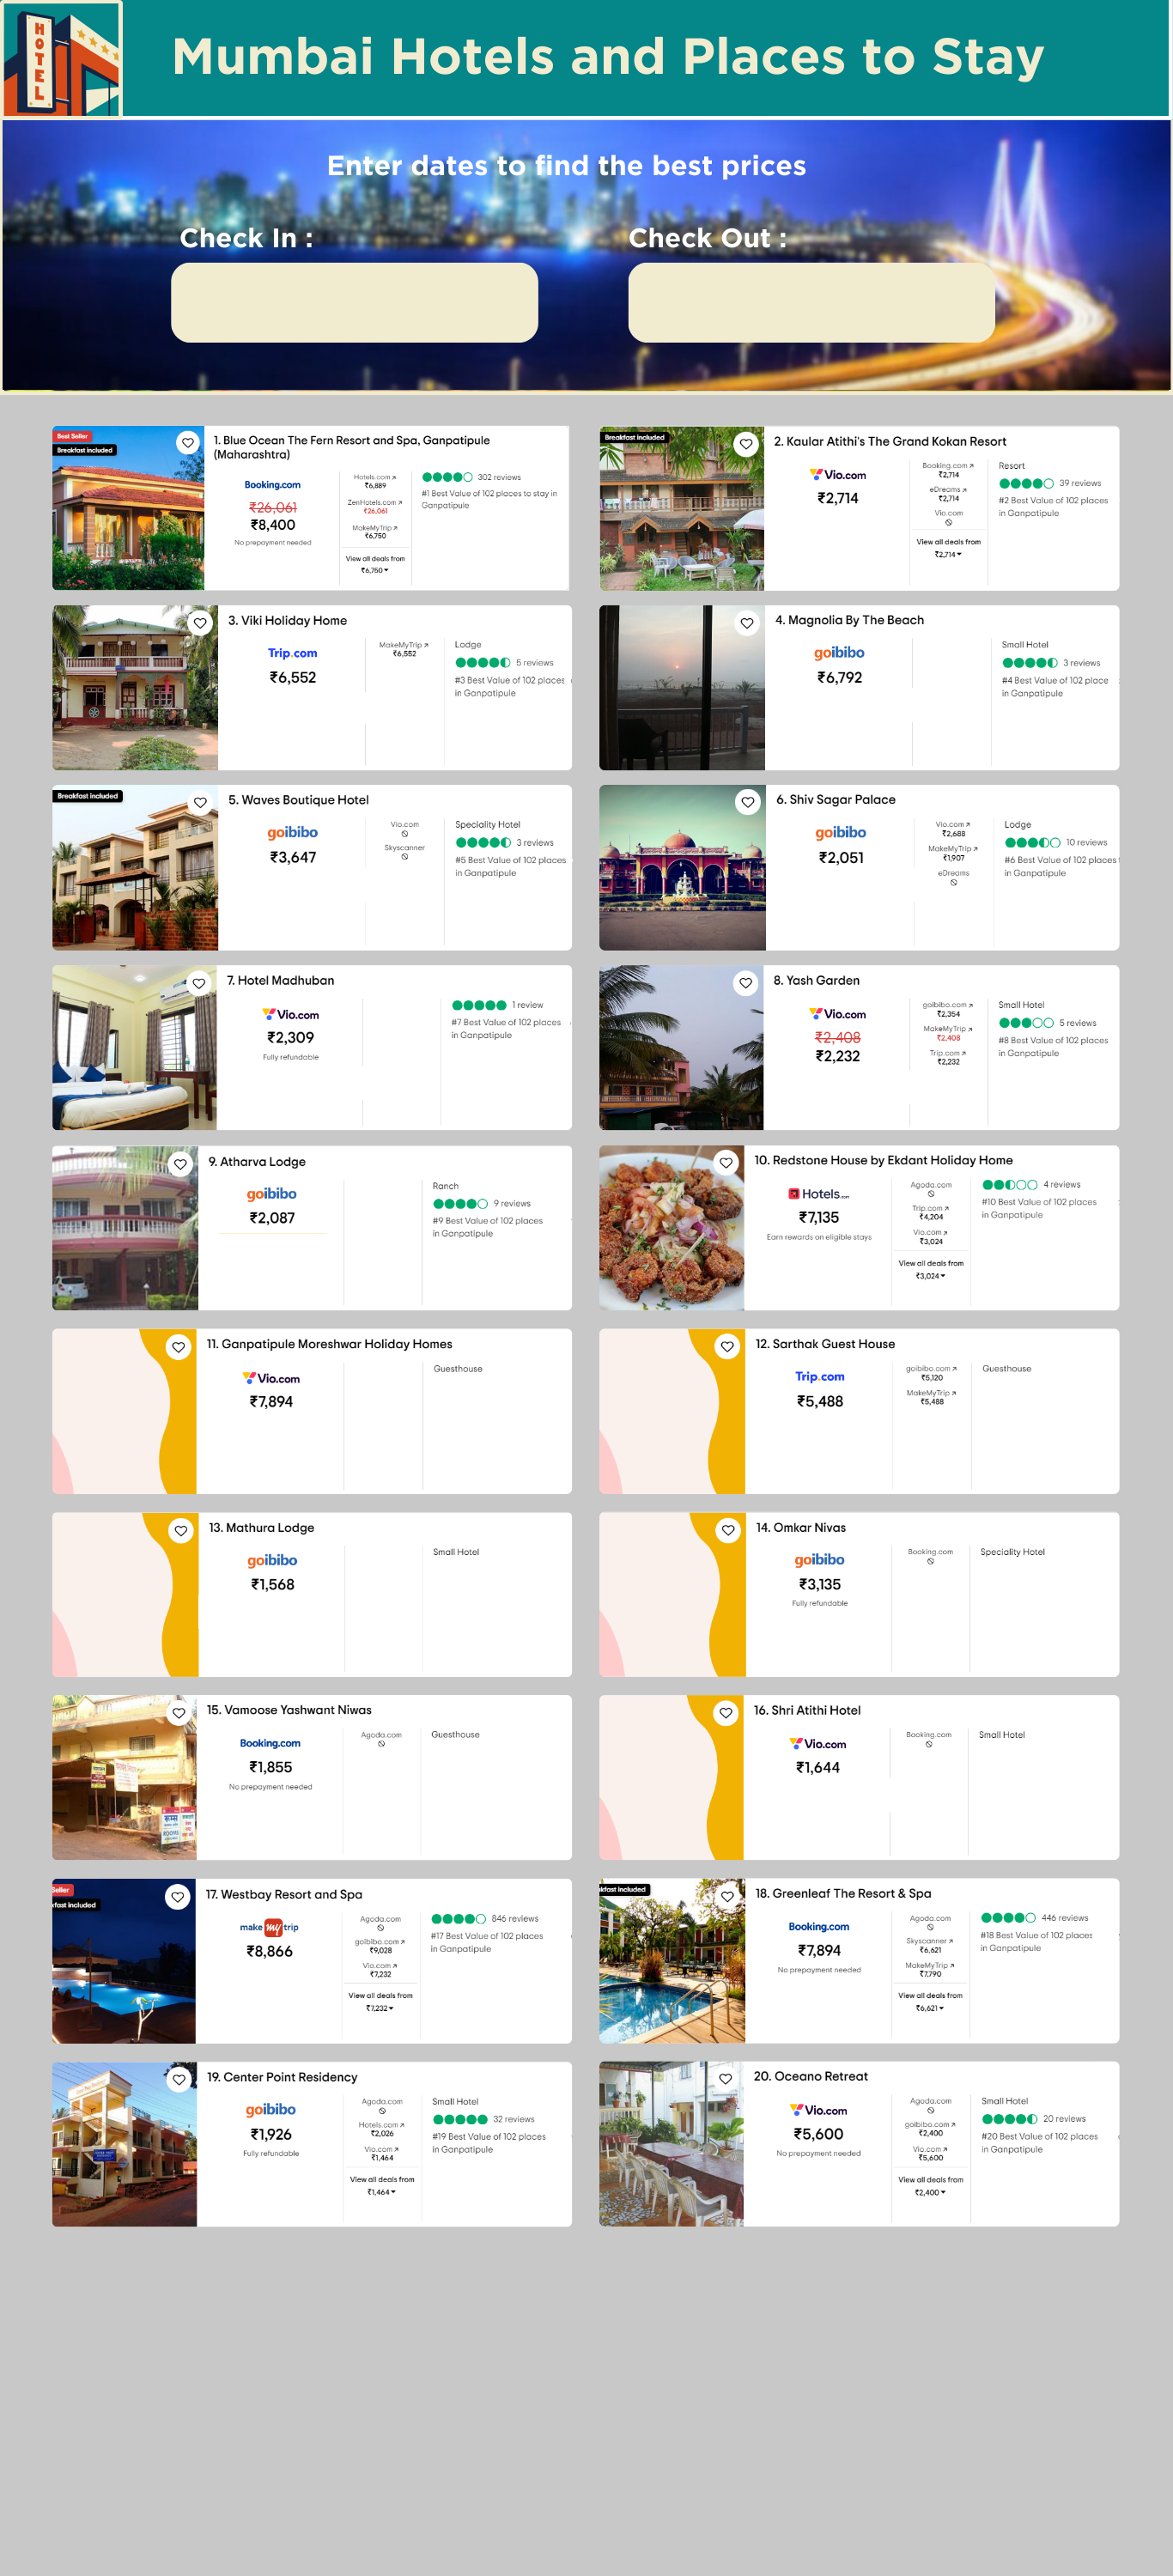 HOTEL
Mumbai Hotels and Places to Stay
Enter dates to find the best prices
Check In :
Check Out :
Best Seller
Breakfast included
1. Blue Ocean The Fern Resort and Spa, Ganpatipule
(Maharashtra)
Booking.com
₹26,061
₹8,400
No prepayment needed
Hotels.com
₹6,889
ZenHotels.com
₹26,061
MakeMyTrip
₹6,750
View all deals from
₹6,750
302 reviews
#1 Best Value of 102 places to stay in
Ganpatipule
Breakfast included
2. Kaular Atithi's The Grand Kokan Resort
Vio.com
₹2,714
Booking.com
₹2,714
eDreams
₹2,714
Vio.com
View all deals from
₹2,714
Resort
39 reviews
#2 Best Value of 102 places
in Ganpatipule
3. Viki Holiday Home
Trip.com
₹6,552
MakeMyTrip
₹6,552
Lodge
5 reviews
#3 Best Value of 102 places
in Ganpatipule
4. Magnolia By The Beach
goibibo
₹6,792
Small Hotel
3 reviews
#4 Best Value of 102 place
in Ganpatipule
Breakfast included
5. Waves Boutique Hotel
goibibo
₹3,647
Vio.com
Skyscanner
Speciality Hotel
3 reviews
#5 Best Value of 102 places
in Ganpatipule
6. Shiv Sagar Palace
goibibo
₹2,051
Vio.com
₹2,688
MakeMyTrip
₹1,907
eDreams
Lodge
10 reviews
#6 Best Value of 102 places
in Ganpatipule
7. Hotel Madhuban
Vio.com
₹2,309
Fully refundable
1 review
#7 Best Value of 102 places
in Ganpatipule
8. Yash Garden
Vio.com
₹2,408
₹2,232
goibibo.com
₹2,354
MakeMyTrip
₹2,408
Trip.com
₹2,232
Small Hotel
5 reviews
#8 Best Value of 102 places
in Ganpatipule
9. Atharva Lodge
goibibo
₹2,087
Ranch
9 reviews
#9 Best Value of 102 places
in Ganpatipule
10. Redstone House by Ekdant Holiday Home
Hotels.com
₹7,135
Earn rewards on eligible stays
Agoda.com
Trip.com
₹4,204
Vio.com
₹3,024
View all deals from
₹3,024
4 reviews
#10 Best Value of 102 places
in Ganpatipule
11. Ganpatipule Moreshwar Holiday Homes
Vio.com
₹7,894
Guesthouse
12. Sarthak Guest House
Trip.com
₹5,488
goibibo.com
₹5,120
MakeMyTrip
₹5,488
Guesthouse
13. Mathura Lodge
goibibo
₹1,568
Small Hotel
14. Omkar Nivas
goibibo
₹3,135
Fully refundable
Booking.com
Speciality Hotel
15. Vamoose Yashwant Niwas
Booking.com
₹1,855
No prepayment needed
Agoda.com
Guesthouse
16. Shri Atithi Hotel
Vio.com
₹1,644
Booking.com
Small Hotel
Seller
kfast included
17. Westbay Resort and Spa
make my trip
₹8,866
Agoda.com
goibibo.com
₹9,028
Vio.com
₹7,232
View all deals from
₹7,232
846 reviews
#17 Best Value of 102 places
in Ganpatipule
kfast included
18. Greenleaf The Resort & Spa
Booking.com
₹7,894
No prepayment needed
Agoda.com
Skyscanner
₹6,621
MakeMyTrip
₹7,790
View all deals from
₹6,621
446 reviews
#18 Best Value of 102 places
in Ganpatipule
19. Center Point Residency
goibibo
₹1,926
Fully refundable
Agoda.com
Hotels.com
₹2,026
Vio.com
₹1,464
View all deals from
₹1,464
Small Hotel
32 reviews
#19 Best Value of 102 places
in Ganpatipule
20. Oceano Retreat
Vio.com
₹5,600
No prepayment needed
Agoda.com
goibibo.com
₹2,400
Vio.com
₹5,600
View all deals from
₹2,400
Small Hotel
20 reviews
#20 Best Value of 102 places
in Ganpatipule